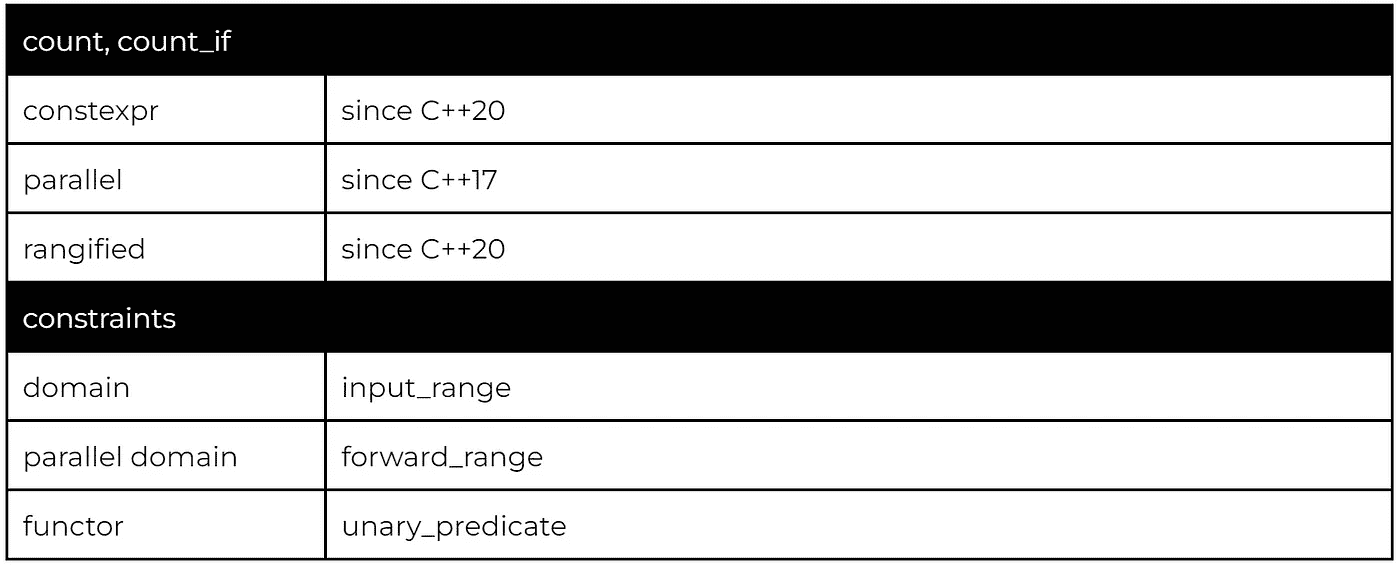 count, count_if
constexpr since C++20
parallel since C++17
rangified since C++20
constraints
domain input_range
parallel domain forward_range
functor unary_predicate